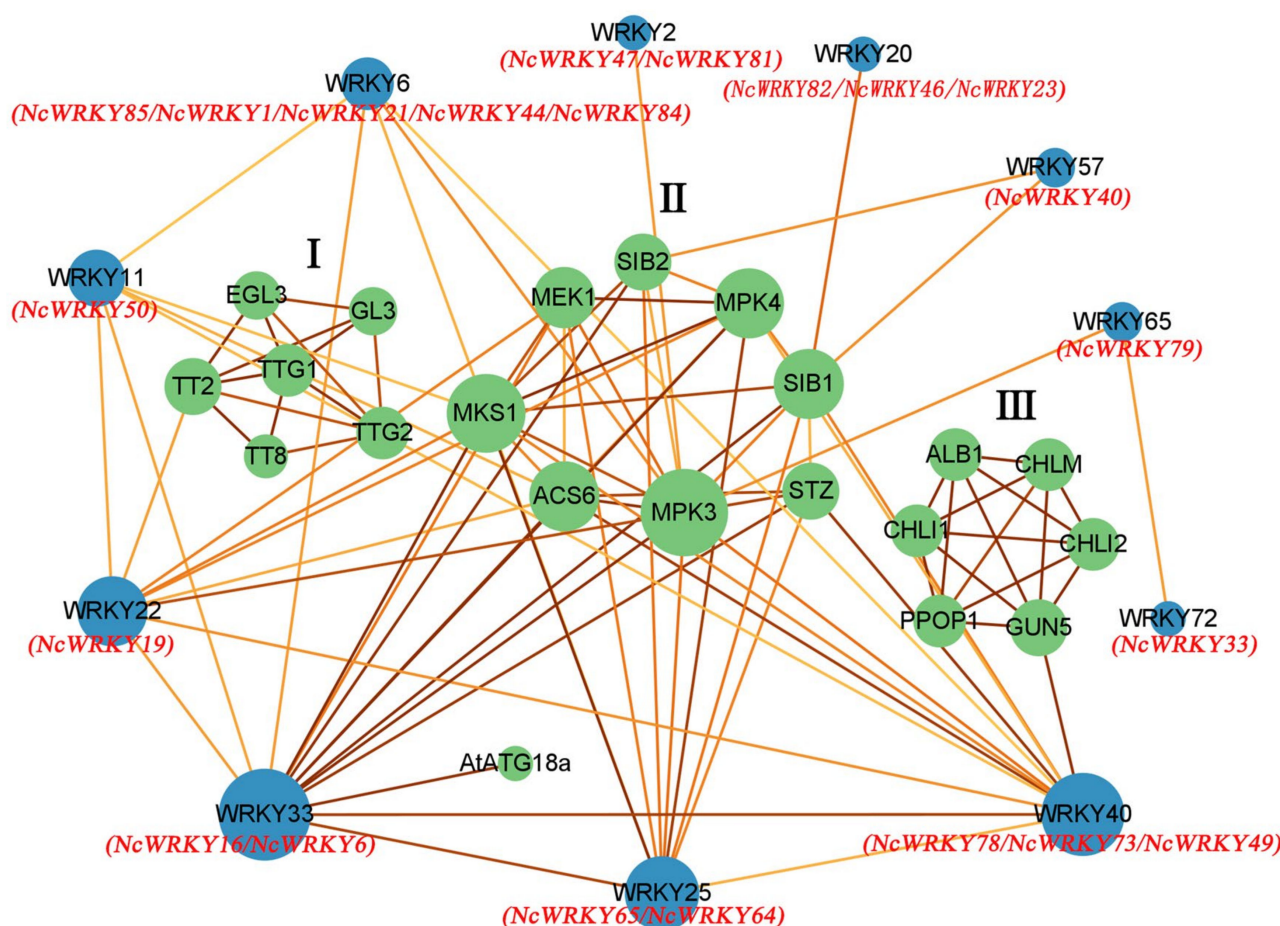 WRKY2
(NcWRKY47/NcWRKY81)
WRKY20
(NcWRKY82/NcWRKY46/NcWRKY23)
WRKY6
(NcWRKY85/NcWRKY1/NcWRKY21/NcWRKY44/NcWRKY84)
WRKY57
(NcWRKY40)
II
I
SIB2
WRKY11
(NcWRKY50)
EGL3
GL3
MEK1
MPK4
WRKY65
(NcWRKY79)
TTG1
TT2
SIB1
MKS1
III
TTG2
TT8
ALB1
CHLM
ACS6
MPK3
STZ
CHLI1
CHLI2
WRKY22
(NcWRKY19)
PPOP1
GUN5
WRKY72
(NcWRKY33)
AtATG18a
WRKY33
(NcWRKY16/NcWRKY6)
WRKY40
(NcWRKY78/NcWRKY73/NcWRKY49)
WRKY25
(NcWRKY65/NcWRKY64)